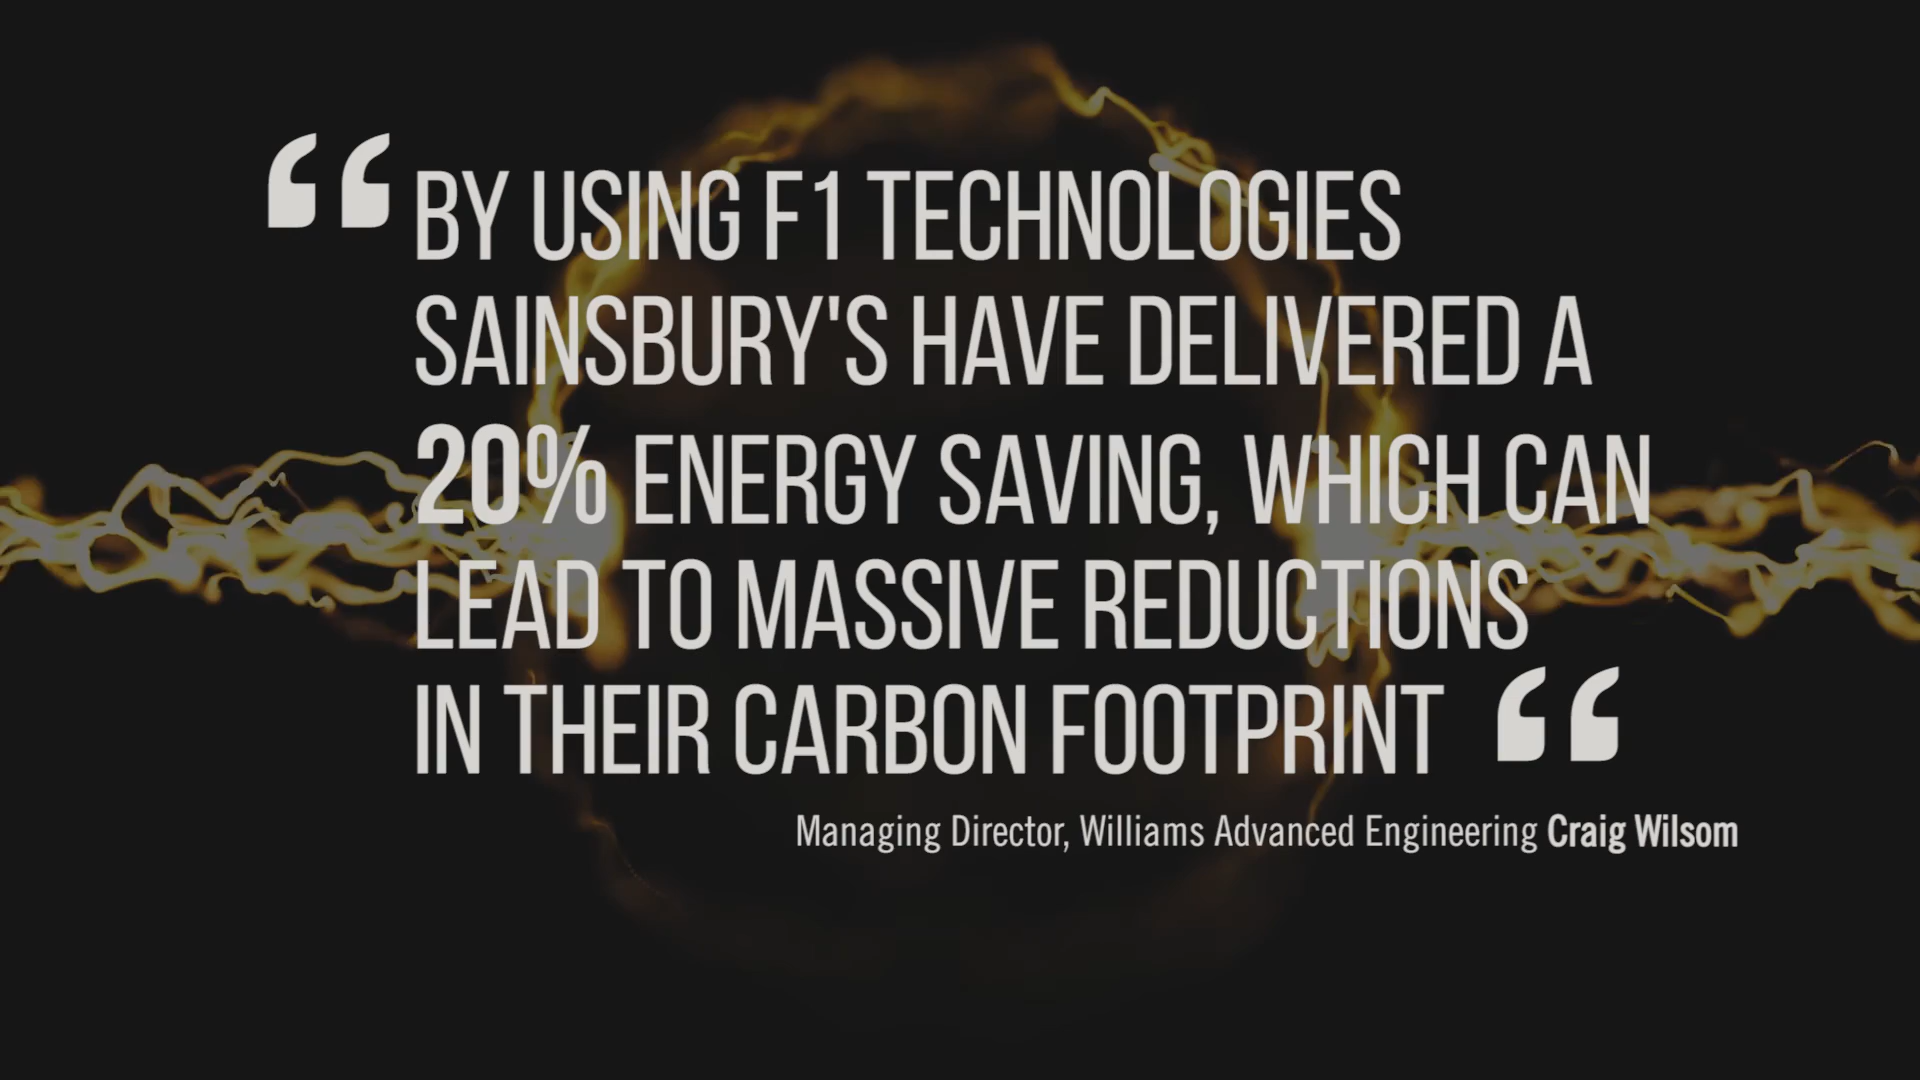 “ BY USING F1 TECHNOLOGIES
SAINSBURY'S HAVE DELIVERED A
20% ENERGY SAVING, WHICH CAN
LEAD TO MASSIVE REDUCTIONS
IN THEIR CARBON FOOTPRINT “
Managing Director, Williams Advanced Engineering Craig Wilsom